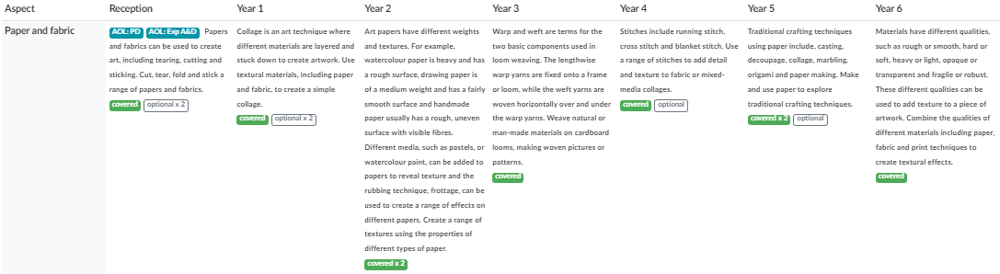 Aspect Reception Year 1 Year 2 Year 3 Year 4 Year 5 Year 6
Paper and fabric
AOL: PD AOL: Exp A&D Papers
and fabrics can be used to create
art, including tearing, cutting and
sticking. Cut, tear, fold and stick a
range of papers and fabrics.
covered optional x 2
Collage is an art technique where
different materials are layered and
stuck down to create artwork. Use
textural materials, including paper
and fabric, to create a simple
collage.
covered optional x 2
Art papers have different weights
and textures. For example,
watercolour paper is heavy and has
a rough surface, drawing paper is
of a medium weight and has a fairly
smooth surface and handmade
paper usually has a rough, uneven
surface with visible fibres.
Different media, such as pastels, or
watercolour paint, can be added to
papers to reveal texture and the
rubbing technique, frottage, can be
used to create a range of effects on
different papers. Create a range of
textures using the properties of
different types of paper.
covered x 2
Warp and weft are terms for the
two basic components used in
loom weaving. The lengthwise
warp yarns are fixed onto a frame
or loom, while the weft yarns are
woven horizontally over and under
the warp yarns. Weave natural or
man-made materials on cardboard
looms, making woven pictures or
patterns.
covered
Stitches include running stitch,
cross stitch and blanket stitch. Use
a range of stitches to add detail
and texture to fabric or mixed-
media collages.
covered optional
Traditional crafting techniques
using paper include, casting,
decoupage, collage, marbling,
origami and paper making. Make
and use paper to explore
traditional crafting techniques.
covered x 2 optional
Materials have different qualities,
such as rough or smooth, hard or
soft, heavy or light, opaque or
transparent and fragile or robust.
These different qualities can be
used to add texture to a piece of
artwork. Combine the qualities of
different materials including paper,
fabric and print techniques to
create textural effects.
covered